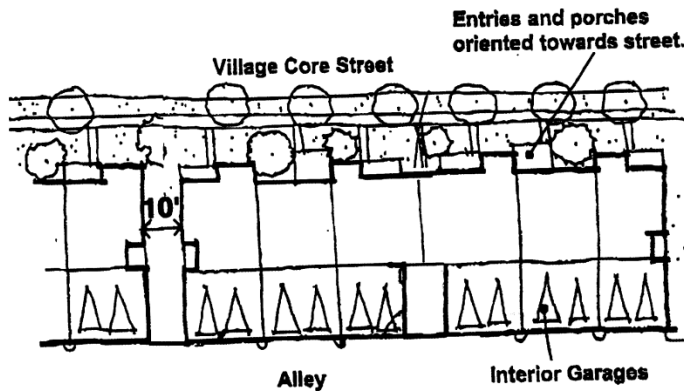 Entries and porches
oriented towards street.
Village Core Street
10'
Alley
Interior Garages